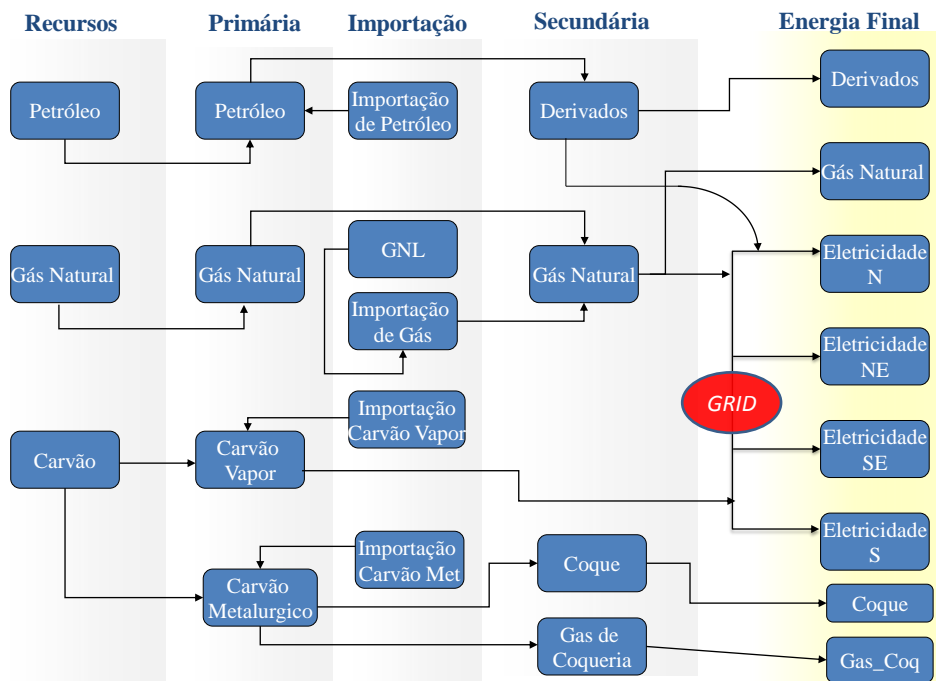 Recursos
Primária
Importação
Secundária
Energia Final
Petróleo
Petróleo
Importação
de Petróleo
Derivados
Derivados
Gás Natural
Gás Natural
Gás Natural
GNL
Importação
de Gás
Gás Natural
Eletricidade
N
Eletricidade
NE
GRID
Importação
Carvão Vapor
Carvão
Carvão
Vapor
Eletricidade
SE
Eletricidade
S
Importação
Carvão Met
Carvão
Metalurgico
Coque
Coque
Gas de
Coqueria
Gas_Coq